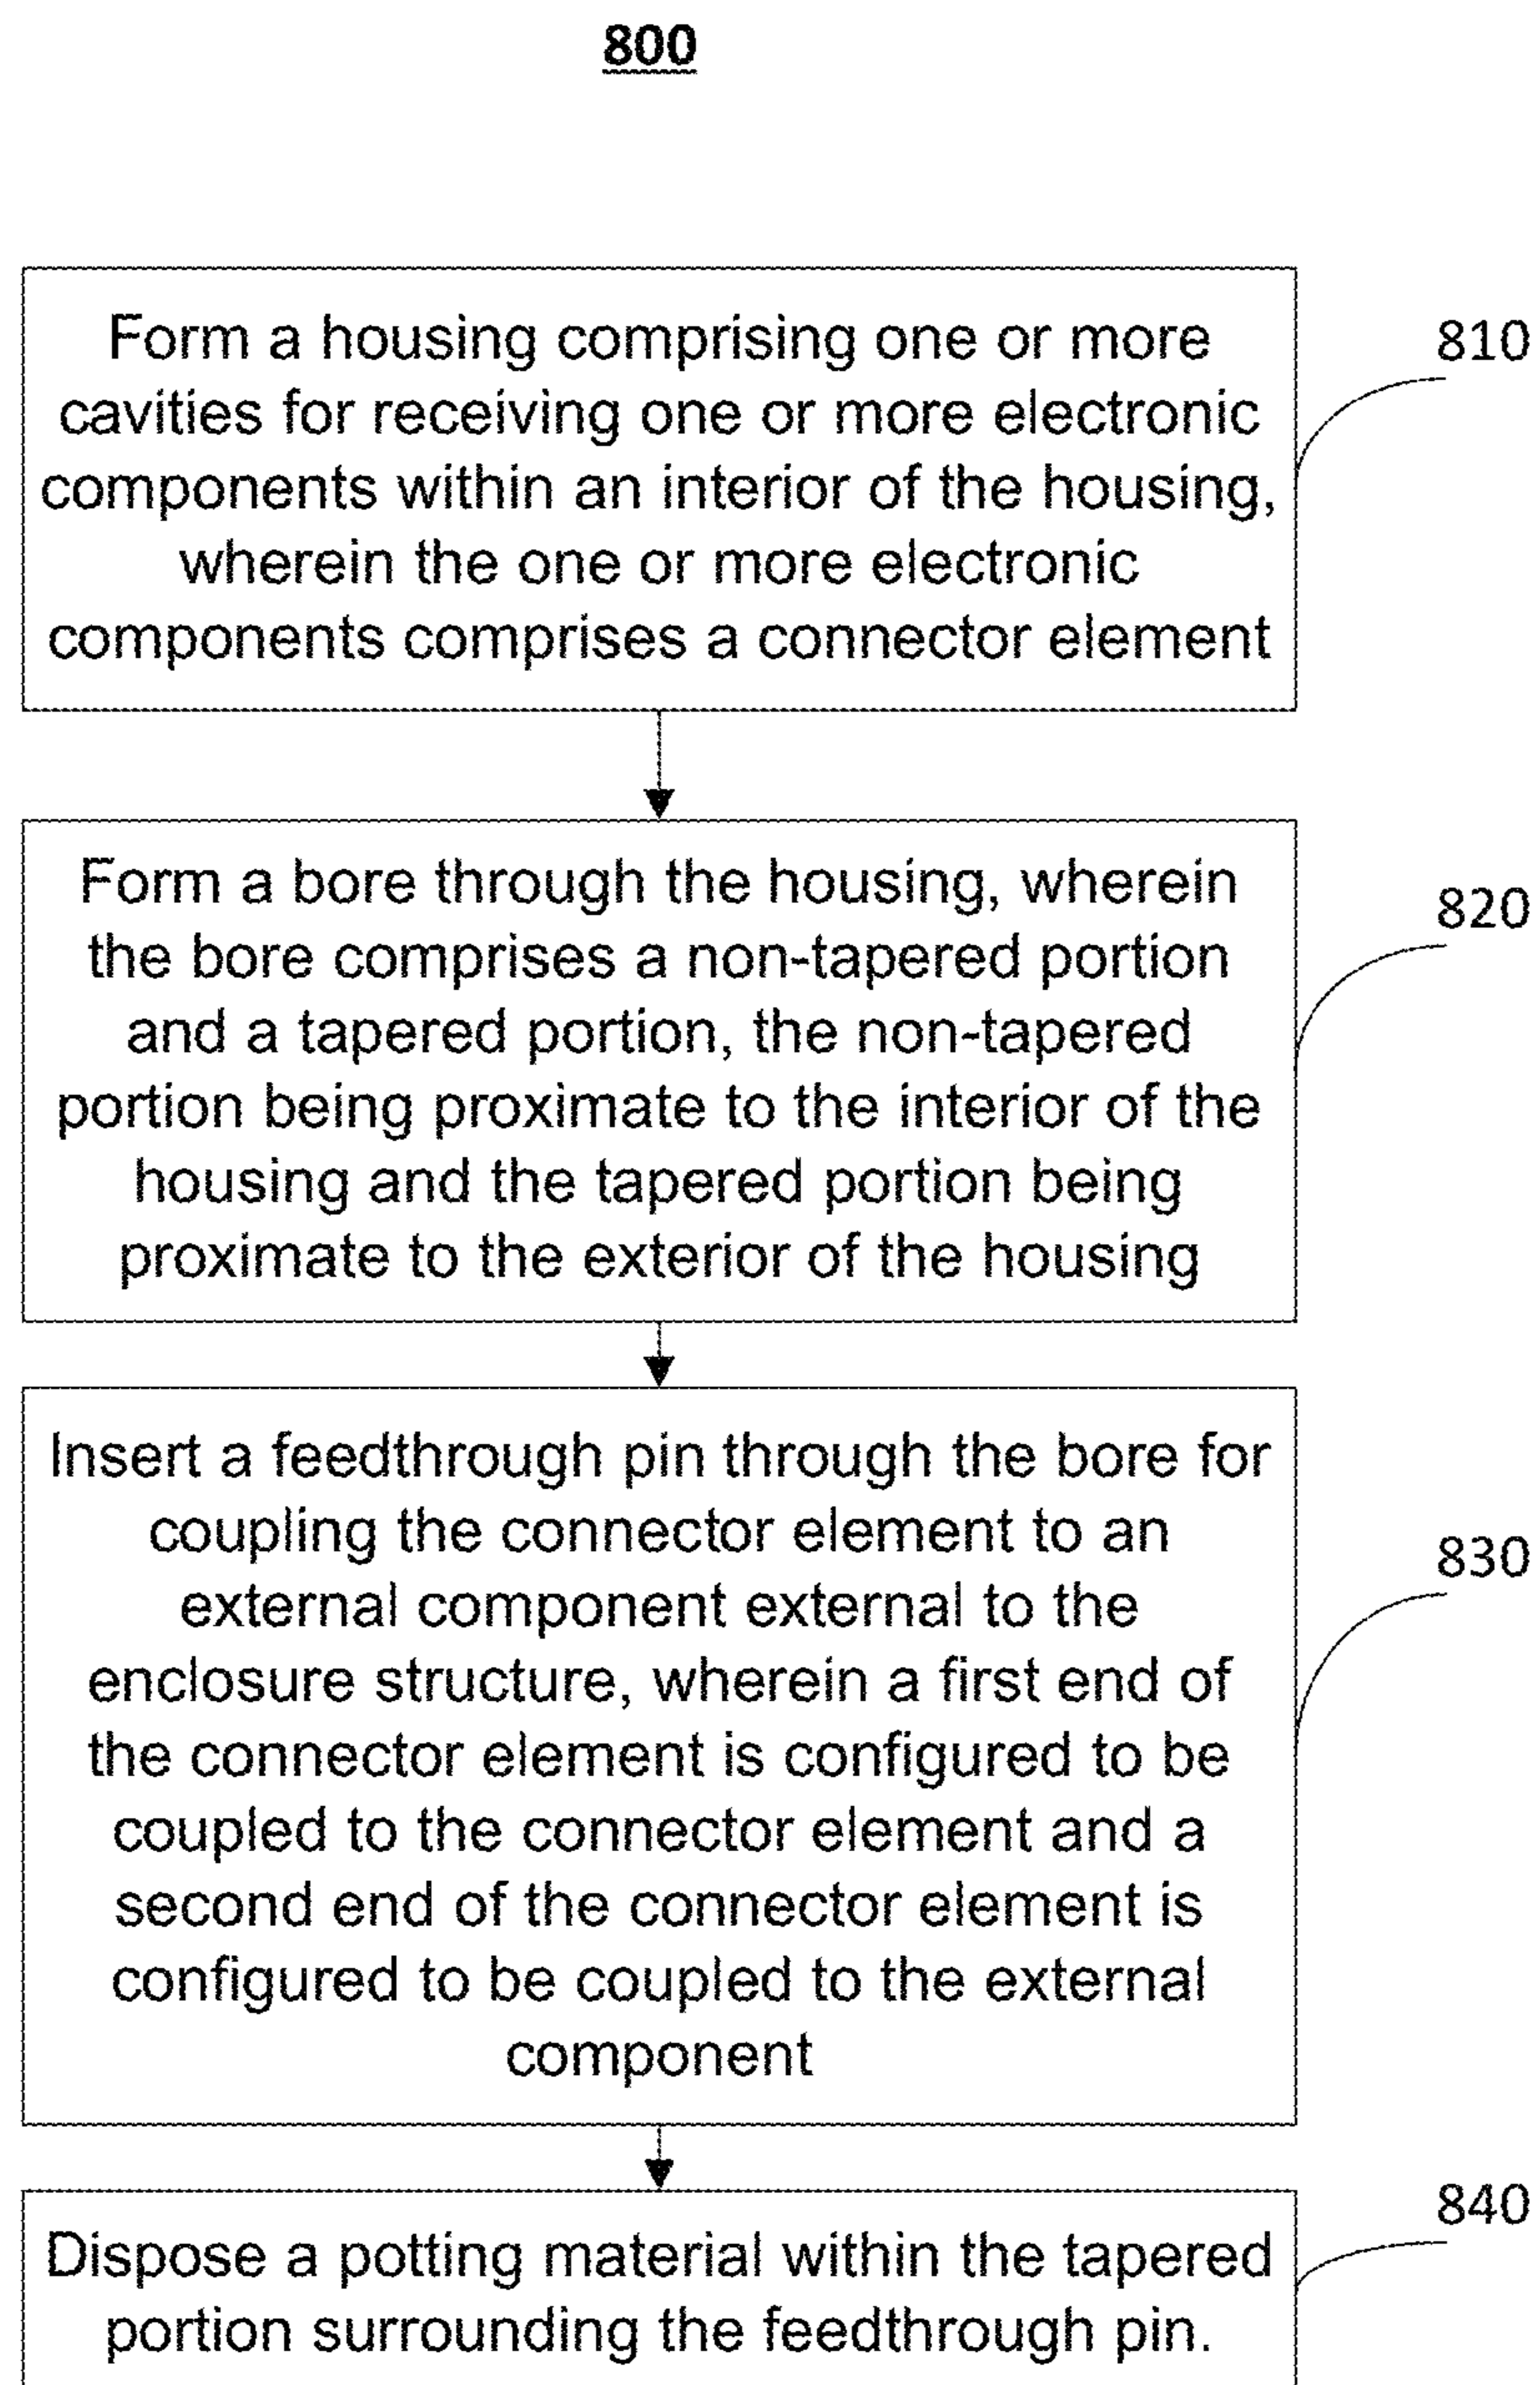 800
Form a housing comprising one or more
cavities for receiving one or more electronic
components within an interior of the housing,
wherein the one or more electronic
components comprises a connector element
810
Form a bore through the housing, wherein
the bore comprises a non-tapered portion
and a tapered portion, the non-tapered
portion being proximate to the interior of the
housing and the tapered portion being
proximate to the exterior of the housing
820
Insert a feedthrough pin through the bore for
coupling the connector element to an
external component external to the
enclosure structure, wherein a first end of
the connector element is configured to be
coupled to the connector element and a
second end of the connector element is
configured to be coupled to the external
component
830
Dispose a potting material within the tapered
portion surrounding the feedthrough pin.
840